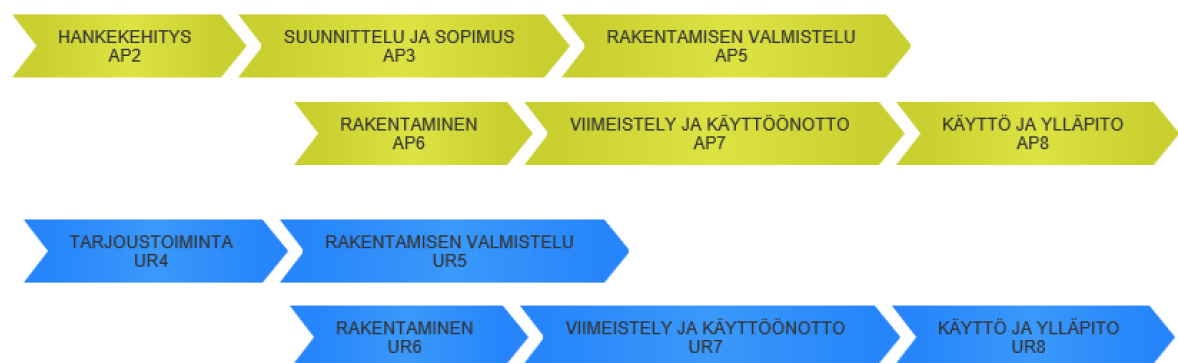 HANKEKEHITYS
AP2
SUUNNITTELU JA SOPIMUS
AP3
RAKENTAMISEN VALMISTELU
AP5
RAKENTAMINEN
AP6
VIIMEISTELY JA KÄYTTÖÖNOTTO
AP7
KÄYTTÖ JA YLLÄPITO
AP8
TARJOUSTOIMINTA
UR4
RAKENTAMISEN VALMISTELU
UR5
RAKENTAMINEN
UR6
VIIMEISTELY JA KÄYTTÖÖNOTTO
UR7
KÄYTTÖ JA YLLÄPITO
UR8